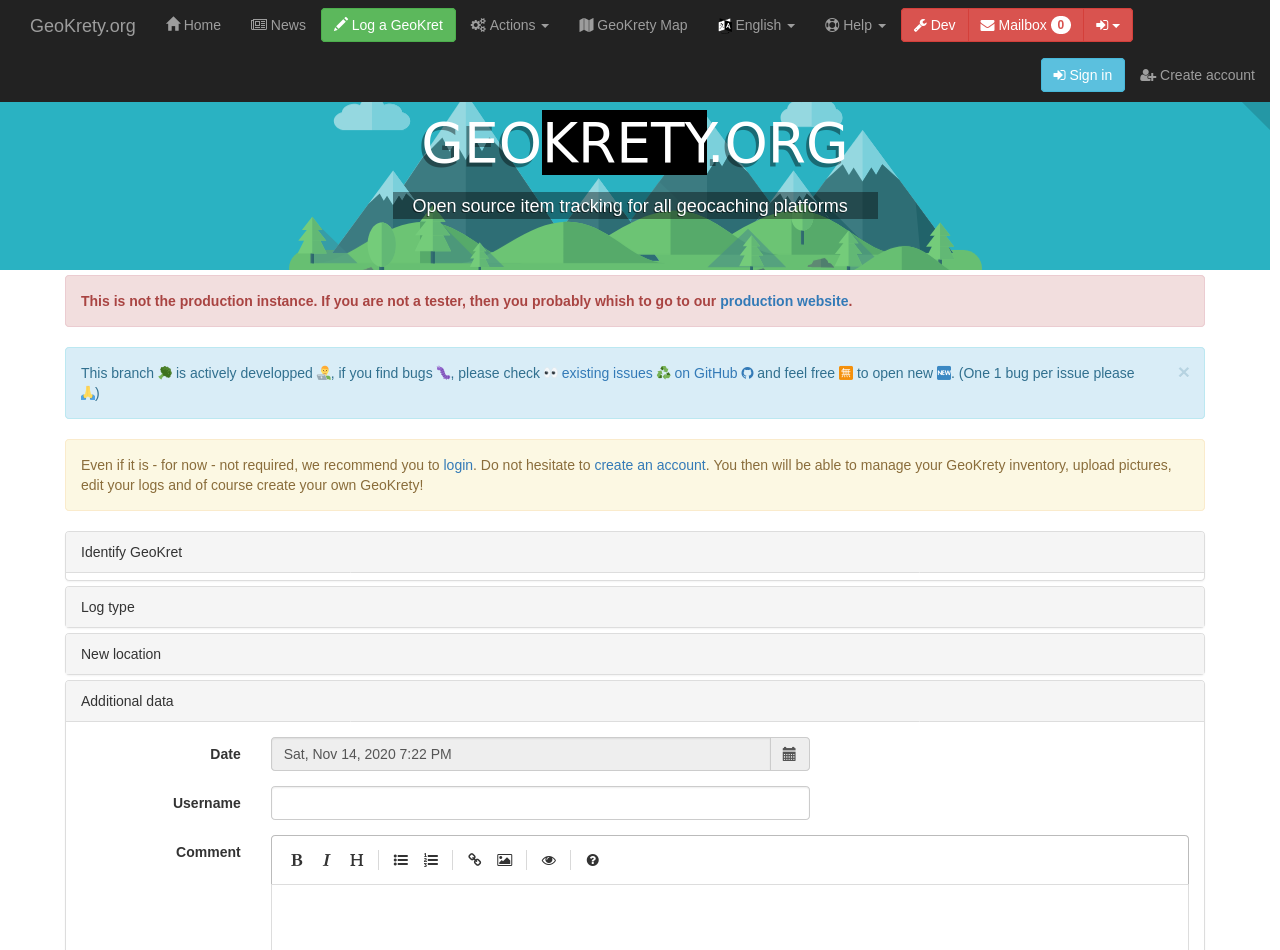 GeoKrety.org
Home
News
Log a GeoKret
Actions
GeoKrety Map
English
Help
Dev
Mailbox 0
Sign in
Create account
GEOKRETY.ORG
Open source item tracking for all geocaching platforms
This is not the production instance. If you are not a tester, then you probably whish to go to our production website.
This branch 🌳 is actively developped 👨‍🔬, if you find bugs 🐛, please check 👀 existing issues ♻ on GitHub and feel free 🈚 to open new 🆕. (One 1 bug per issue please
🙏)
×
Even if it is - for now - not required, we recommend you to login. Do not hesitate to create an account. You then will be able to manage your GeoKrety inventory, upload pictures,
edit your logs and of course create your own GeoKrety!
Identify GeoKret
Log type
New location
Additional data
Date
Sat, Nov 14, 2020 7:22 PM
Username
Comment
B I H